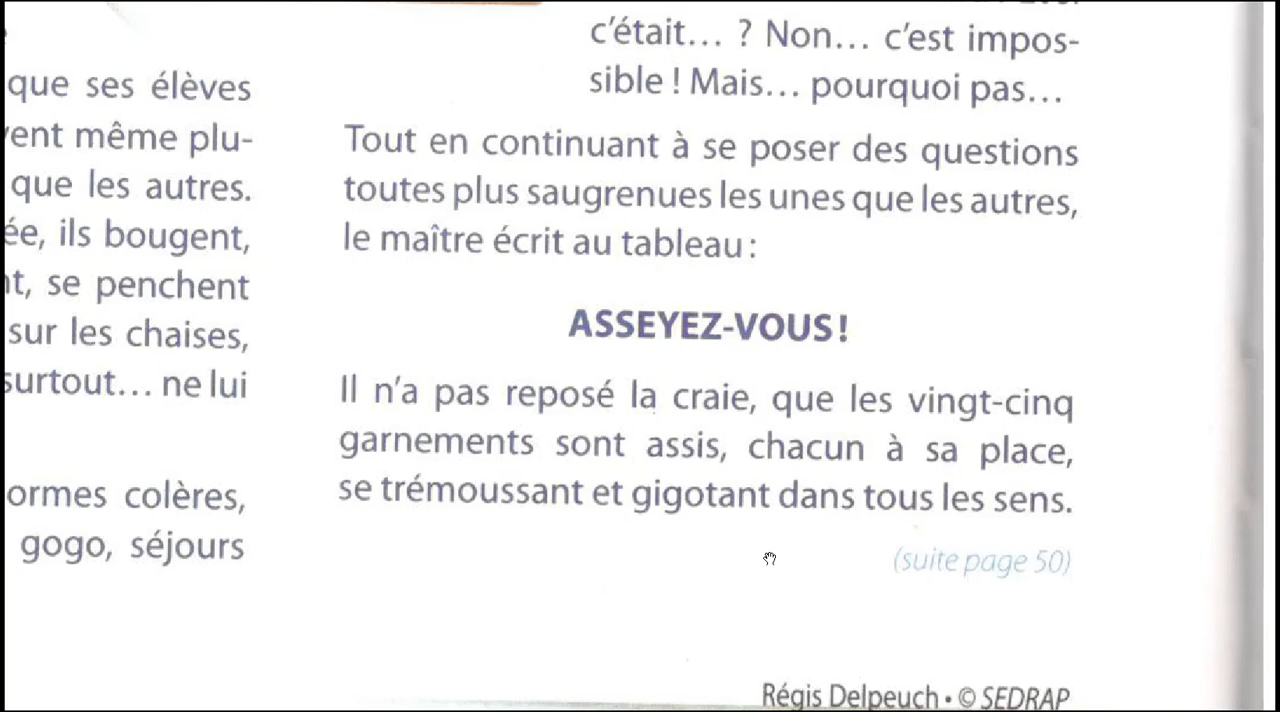 que ses élèves
même plu-
que les autres.
ils bougent,
se penchent
sur les chaises,
surtout… ne lui
colères,
gogo, séjours
c'était… ? Non… c'est impos-
sible ! Mais… pourquoi pas…
Tout en continuant à se poser des questions
toutes plus saugrenues les unes que les autres,
le maître écrit au tableau :
ASSEYEZ-VOUS !
Il n'a pas reposé la craie, que les vingt-cinq
garnements sont assis, chacun à sa place,
se trémoussant et gigotant dans tous les sens.
(suite page 50)
Régis Delpeuch • © SEDRAP